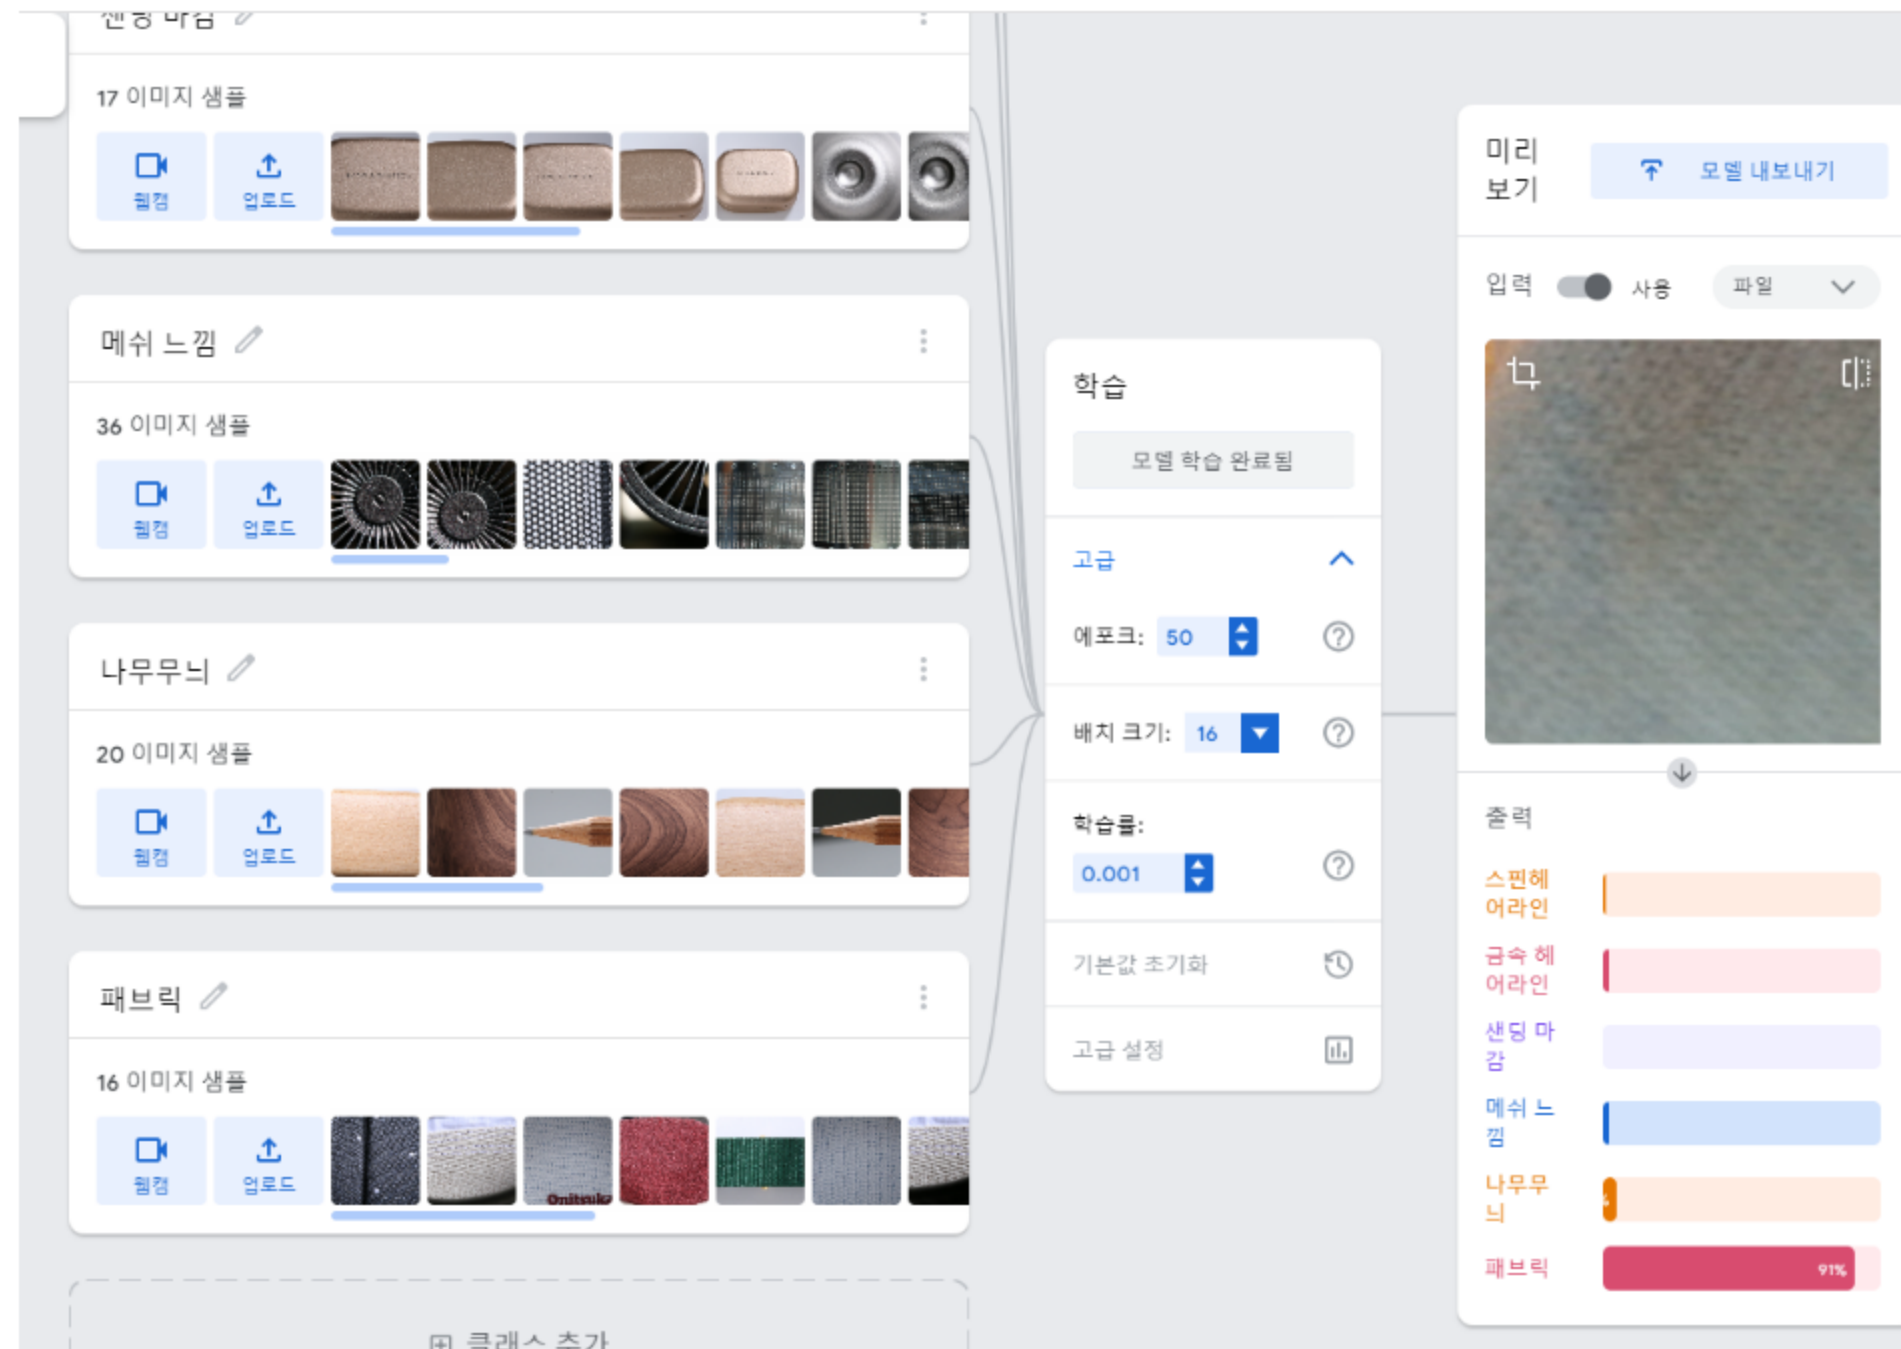 샌딩 마감
17 이미지 샘플
웹캠
업로드
메쉬 느낌
36 이미지 샘플
웹캠
업로드
나무무늬
20 이미지 샘플
웹캠
업로드
패브릭
16 이미지 샘플
웹캠
업로드
Onitsuka
클래스 추가
학습
모델 학습 완료됨
고급
에포크: 50
배치 크기: 16
학습률:
0.001
기본값 초기화
고급 설정
미리
보기
모델 내보내기
입력 사용 파일
출력
스핀헤
어라인
금속 헤
어라인
샌딩 마
감
메쉬 느
낌
나무무
늬
패브릭 91%